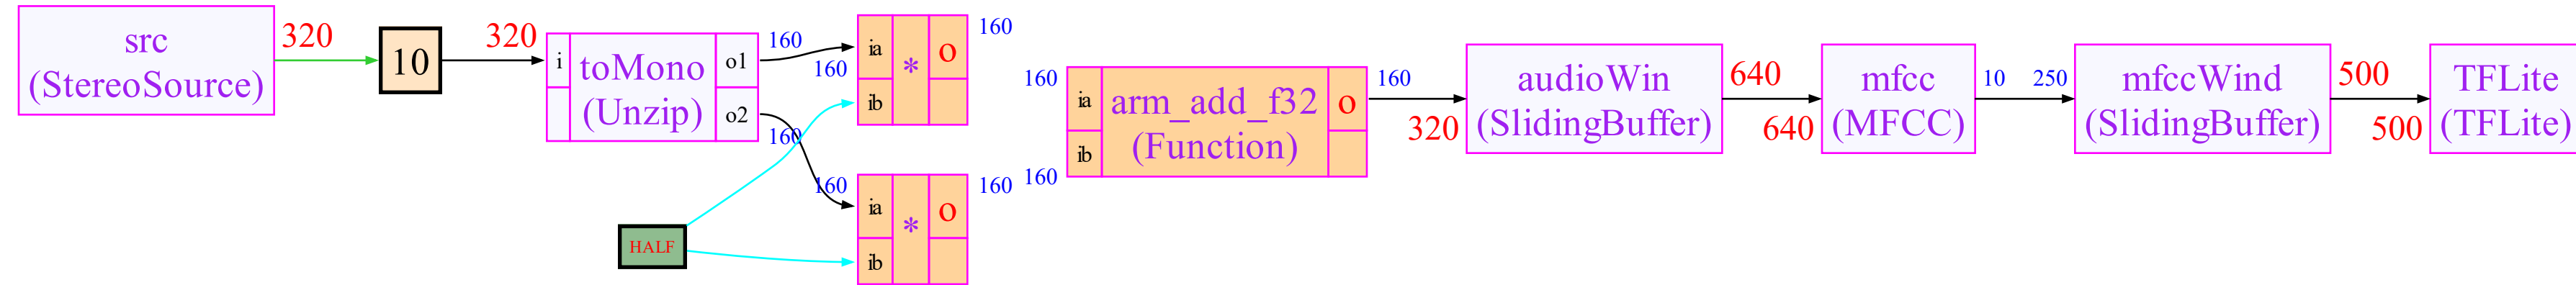 src
(StereoSource)
320
10
320
i
toMono
(Unzip)
o1
o2
160
160
160
160
HALF
ia
ib
*
o
160
ia
ib
*
o
160
160
160
ia
ib
arm_add_f32
(Function)
o
160
320
audioWin
(SlidingBuffer)
640
640
mfcc
(MFCC)
10
250
mfccWind
(SlidingBuffer)
500
500
TFLite
(TFLite)